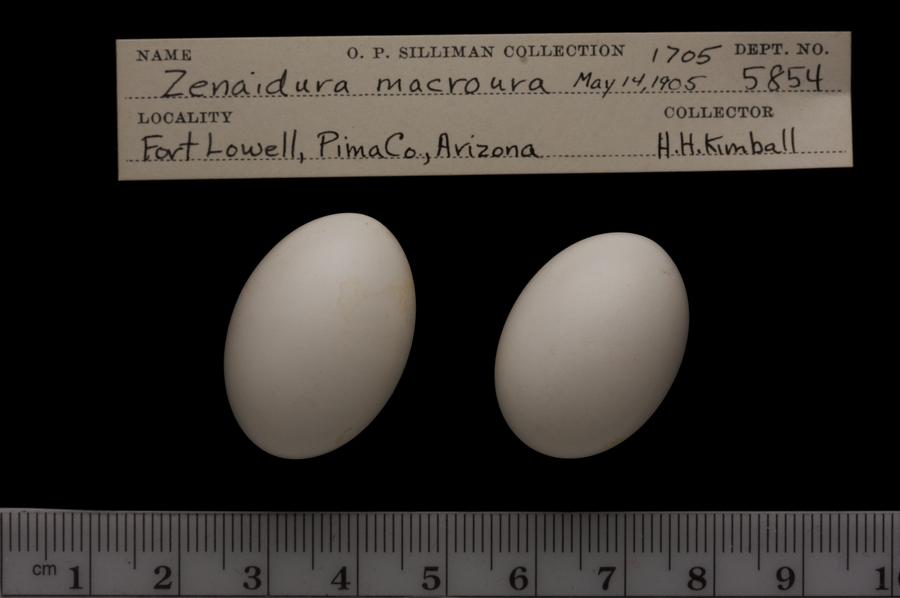 NAME O. P. SILLIMAN COLLECTION 1705 DEPT. NO.
Zenaidura macroura May 14, 1905 5854
LOCALITY COLLECTOR
Fort Lowell, Pima Co., Arizona H.H. Kimball
cm 1 2 3 4 5 6 7 8 9 1